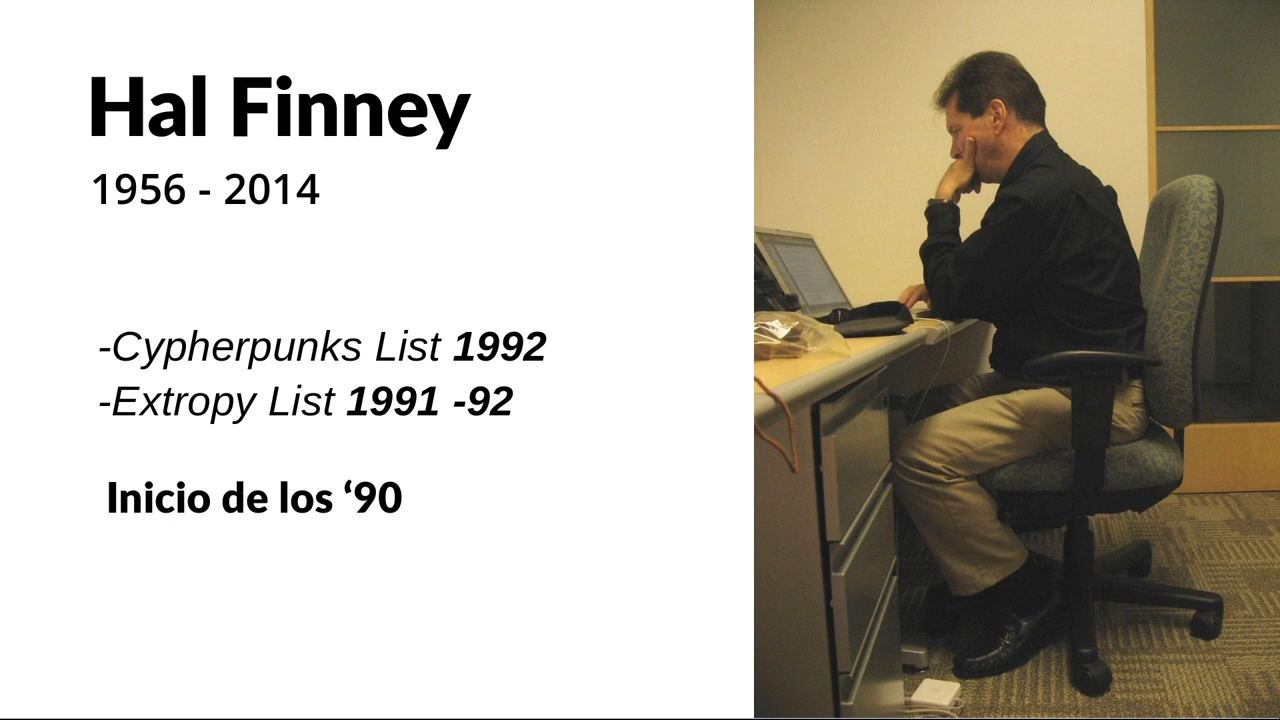 Hal Finney
1956 - 2014
-Cypherpunks List 1992
-Extropy List 1991 -92
Inicio de los ‘90